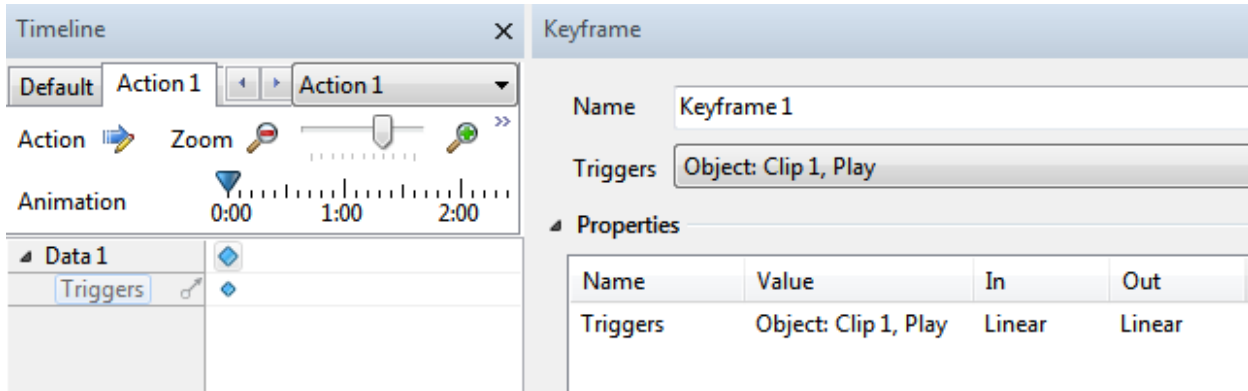 Timeline
Default Action 1 Action 1
Action Zoom
Animation 0:00 1:00 2:00
Data 1
Triggers
Keyframe
Name Keyframe 1
Triggers Object: Clip 1, Play
Properties
Name Value In Out
Triggers Object: Clip 1, Play Linear Linear